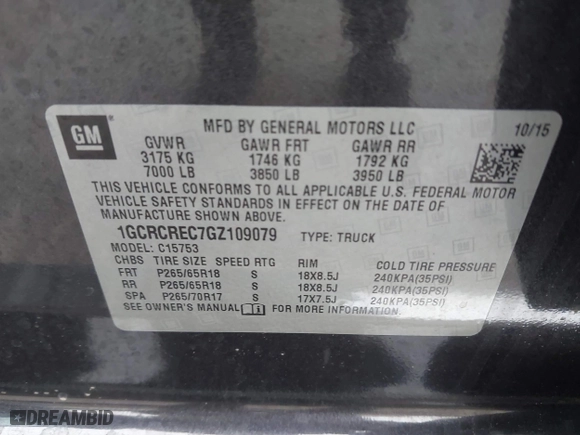 GM
MFD BY GENERAL MOTORS LLC 10/15
GVWR GAWR FRT GAWR RR
3175 KG 1746 KG 1792 KG
7000 LB 3850 LB 3950 LB
THIS VEHICLE CONFORMS TO ALL APPLICABLE U.S. FEDERAL MOTOR
VEHICLE SAFETY STANDARDS IN EFFECT ON THE DATE OF
MANUFACTURE SHOWN ABOVE.
1GCRCREC7GZ109079 TYPE: TRUCK
MODEL: C15753
CHBS TIRE SIZE SPEED RTG RIM COLD TIRE PRESSURE
FRT P265/65R18 S 18X8.5J 240KPA(35PSI)
RR P265/65R18 S 18X8.5J 240KPA(35PSI)
SPA P265/70R17 S 17X7.5J 240KPA(35PSI)
SEE OWNER'S MANUAL FOR MORE INFORMATION.
DREAMBID